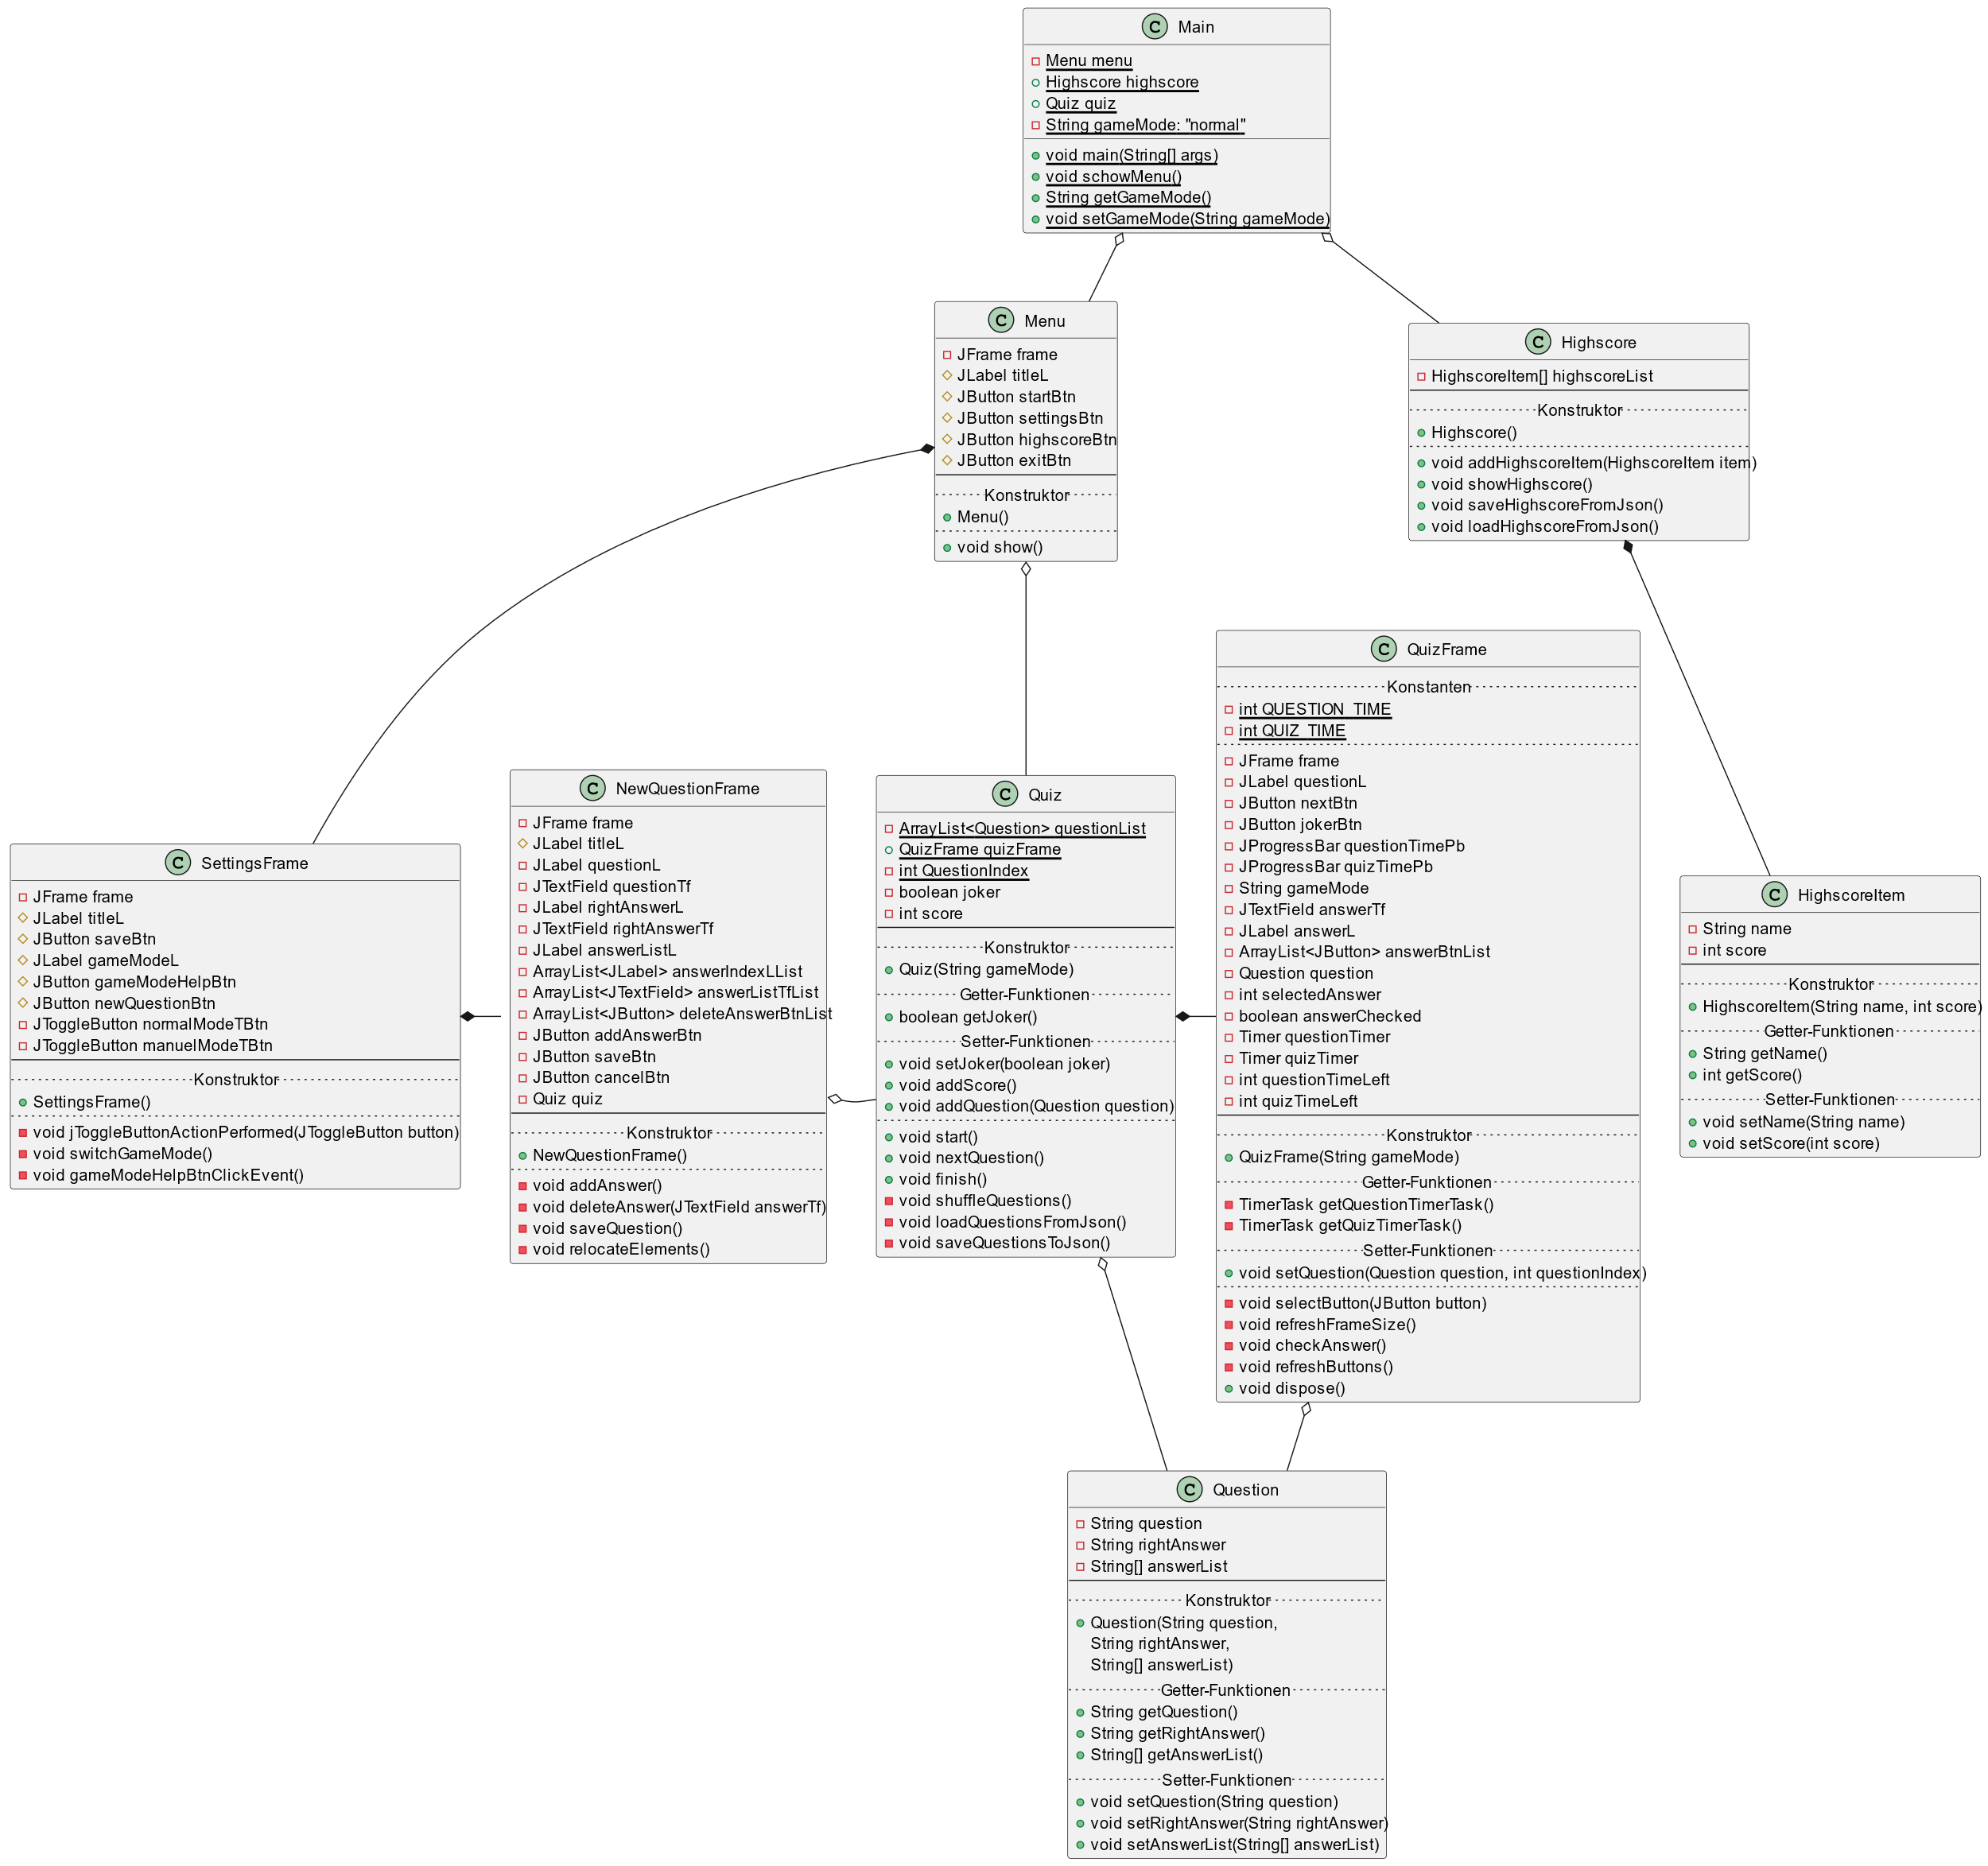 C Main
Menu menu
Highscore highscore
Quiz quiz
String gameMode: "normal"
void main(String[] args)
void schowMenu()
String getGameMode()
void setGameMode(String gameMode)
C Menu
JFrame frame
JLabel titleL
JButton startBtn
JButton settingsBtn
JButton highscoreBtn
JButton exitBtn
Konstruktor
Menu()
void show()
C Highscore
HighscoreItem[] highscoreList
Konstruktor
Highscore()
void addHighscoreItem(HighscoreItem item)
void showHighscore()
void saveHighscoreFromJson()
void loadHighscoreFromJson()
C SettingsFrame
JFrame frame
JLabel titleL
JButton saveBtn
JLabel gameModeL
JButton gameModeHelpBtn
JButton newQuestionBtn
JToggleButton normalModeTBtn
JToggleButton manuelModeTBtn
Konstruktor
SettingsFrame()
void jToggleButtonActionPerformed(JToggleButton button)
void switchGameMode()
void gameModeHelpBtnClickEvent()
C NewQuestionFrame
JFrame frame
JLabel titleL
JLabel questionL
JTextField questionTf
JLabel rightAnswerL
JTextField rightAnswerTf
JLabel answerListL
ArrayList<JLabel> answerIndexLList
ArrayList<JTextField> answerListTfList
ArrayList<JButton> deleteAnswerBtnList
JButton addAnswerBtn
JButton saveBtn
JButton cancelBtn
Quiz quiz
Konstruktor
NewQuestionFrame()
void addAnswer()
void deleteAnswer(JTextField answerTf)
void saveQuestion()
void relocateElements()
C Quiz
ArrayList<Question> questionList
QuizFrame quizFrame
int QuestionIndex
boolean joker
int score
Konstruktor
Quiz(String gameMode)
Getter-Funktionen
boolean getJoker()
Setter-Funktionen
void setJoker(boolean joker)
void addScore()
void addQuestion(Question question)
void start()
void nextQuestion()
void finish()
void shuffleQuestions()
void loadQuestionsFromJson()
void saveQuestionsToJson()
C QuizFrame
Konstanten
int QUESTION_TIME
int QUIZ_TIME
JFrame frame
JLabel questionL
JButton nextBtn
JButton jokerBtn
JProgressBar questionTimePb
JProgressBar quizTimePb
String gameMode
JTextField answerTf
JLabel answerL
ArrayList<JButton> answerBtnList
Question question
int selectedAnswer
boolean answerChecked
Timer questionTimer
Timer quizTimer
int questionTimeLeft
int quizTimeLeft
Konstruktor
QuizFrame(String gameMode)
Getter-Funktionen
TimerTask getQuestionTimerTask()
TimerTask getQuizTimerTask()
Setter-Funktionen
void setQuestion(Question question, int questionIndex)
void selectButton(JButton button)
void refreshFrameSize()
void checkAnswer()
void refreshButtons()
void dispose()
C HighscoreItem
String name
int score
Konstruktor
HighscoreItem(String name, int score)
Getter-Funktionen
String getName()
int getScore()
Setter-Funktionen
void setName(String name)
void setScore(int score)
C Question
String question
String rightAnswer
String[] answerList
Konstruktor
Question(String question,
String rightAnswer,
String[] answerList)
Getter-Funktionen
String getQuestion()
String getRightAnswer()
String[] getAnswerList()
Setter-Funktionen
void setQuestion(String question)
void setRightAnswer(String rightAnswer)
void setAnswerList(String[] answerList)